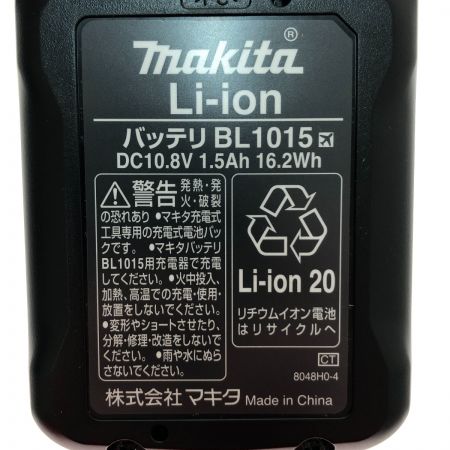 makita®
Li-ion
バッテリ BL1015
DC10.8V 1.5Ah 16.2Wh
警告 発熱・発
火・破裂
の恐れあり ●マキタ充電式
工具専用の充電式電池パッ
クです。 ●マキタバッテリ
BL1015用充電器で充電
してください。 ●火中投入、
加熱、高温での充電・使用・
放置をしないでください。
●変形やショートさせたり、
分解・修理・改造をしないで
ください。 ●雨や水にぬら
さないでください。
Li-ion 20
リチウムイオン電池
はリサイクルへ
CT
8048H0-4
株式会社マキタ Made in China